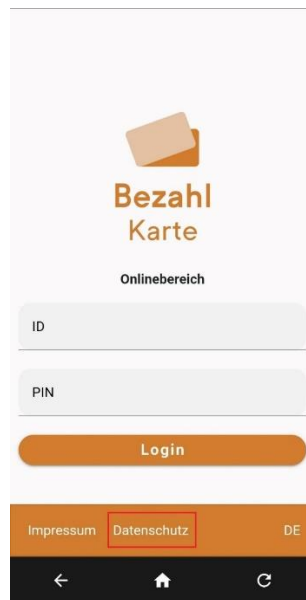 Bezahl
Karte
Onlinebereich
ID
PIN
Login
Impressum Datenschutz DE